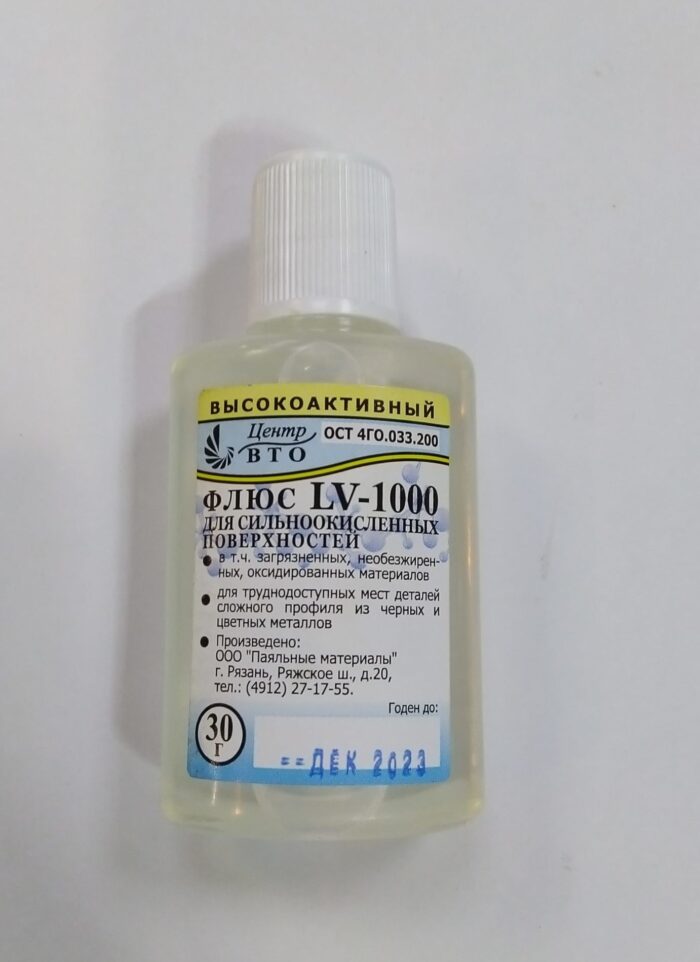 ВЫСОКОАКТИВНЫЙ
Центр ОСТ 4ГО.033.200
ВТО
ФЛЮС LV-1000
ДЛЯ СИЛЬНООКИСЛЕННЫХ
ПОВЕРХНОСТЕЙ
• в т.ч. загрязненных, необезжирен-
ных, оксидированных материалов
• для труднодоступных мест деталей
сложного профиля из черных и
цветных металлов
• Произведено:
ООО "Паяльные материалы"
г. Рязань, Ряжское ш., д.20,
тел.: (4912) 27-17-55.
Годен до:
30
Г
== ДЕК 2023